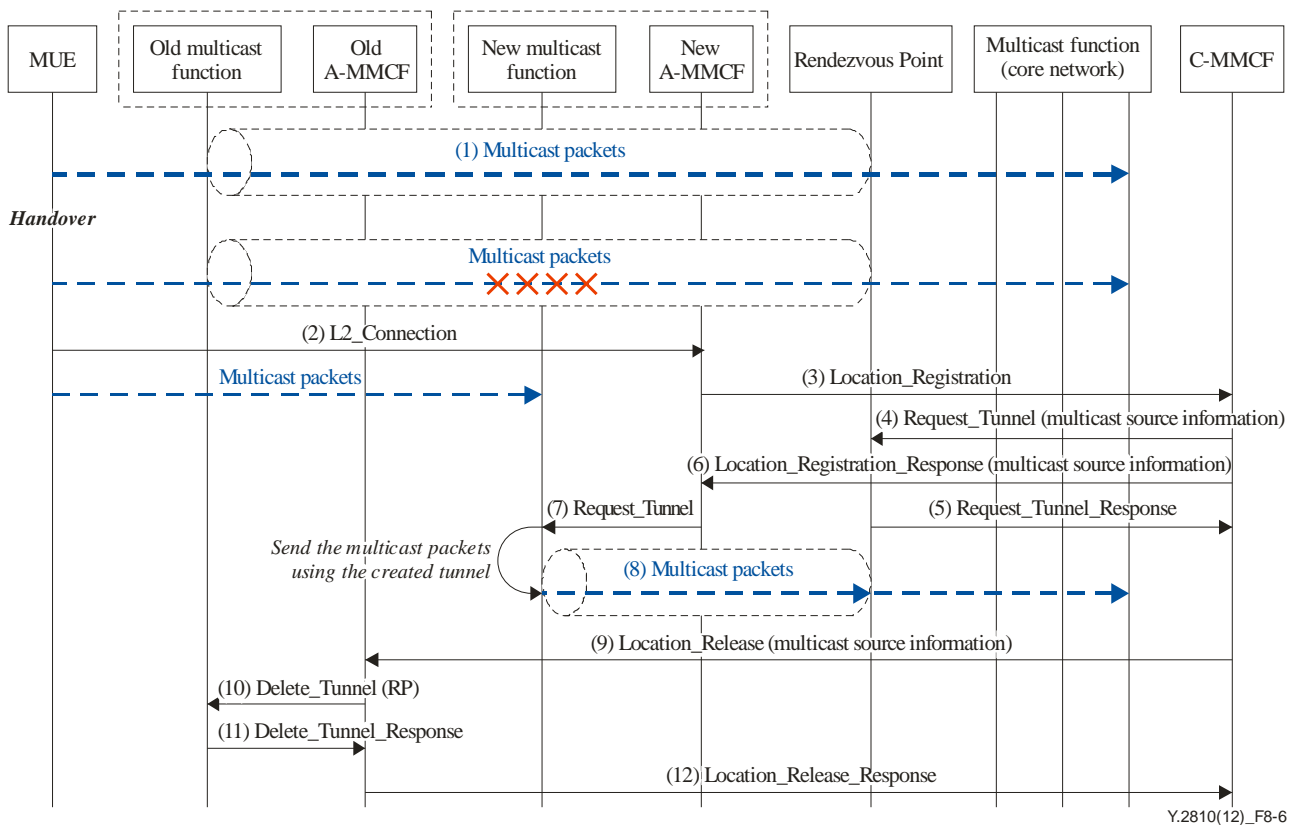 MUE
Old multicast
function
Old
A-MMCF
New multicast
function
New
A-MMCF
Rendezvous Point
Multicast function
(core network)
C-MMCF
(1) Multicast packets
Handover
Multicast packets
(2) L2_Connection
Multicast packets
(3) Location_Registration
(4) Request_Tunnel (multicast source information)
(6) Location_Registration_Response (multicast source information)
(7) Request_Tunnel
(5) Request_Tunnel_Response
Send the multicast packets
using the created tunnel
(8) Multicast packets
(9) Location_Release (multicast source information)
(10) Delete_Tunnel (RP)
(11) Delete_Tunnel_Response
(12) Location_Release_Response
Y.2810(12)_F8-6